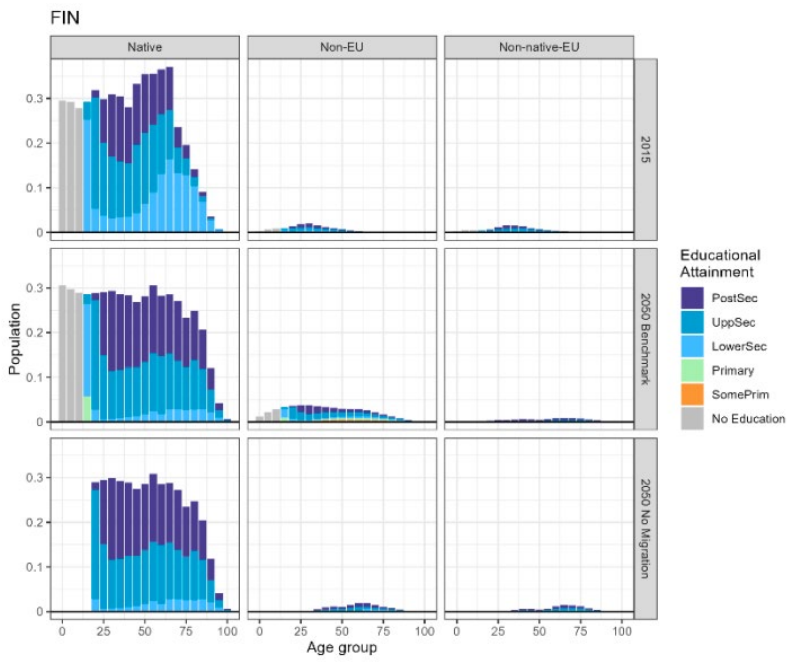 FIN
Native
Non-EU
Non-native-EU
0.3
0.2
0.1
0
2015
0.3
0.2
0.1
0
2050 Benchmark
0.3
0.2
0.1
0
2050 No Migration
Population
0 25 50 75 100
0 25 50 75 100
0 25 50 75 100
Age group
Educational
Attainment
PostSec
UppSec
LowerSec
Primary
SomePrim
No Education